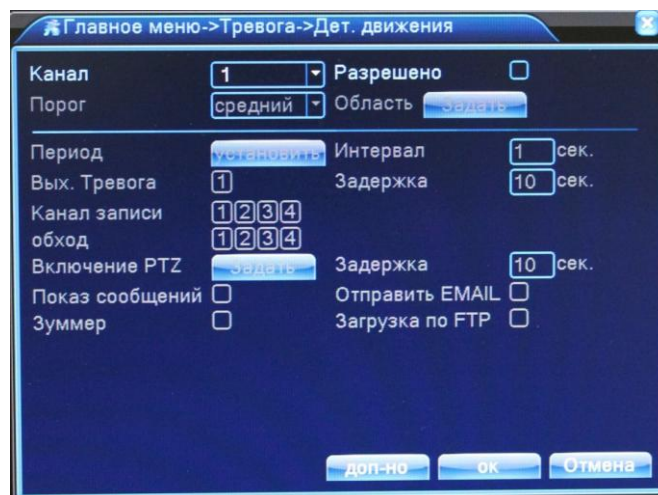 Главное меню->Тревога->Дет. движения
Канал 1 Разрешено
Порог средний Область Задать
Период установить Интервал 1 сек.
Вых. Тревога 1 Задержка 10 сек.
Канал записи 1 2 3 4
обход 1 2 3 4
Включение PTZ Задать Задержка 10 сек.
Показ сообщений Отправить EMAIL
Зуммер Загрузка по FTP
доп-но ок Отмена